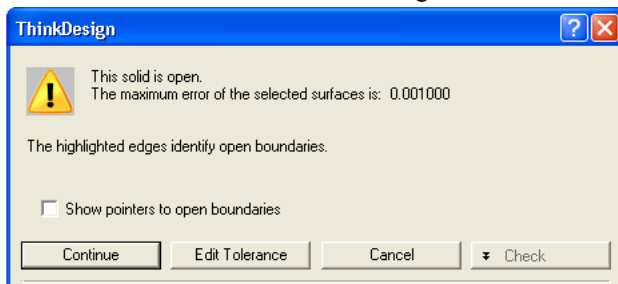 ThinkDesign
This solid is open.
The maximum error of the selected surfaces is: 0.001000
The highlighted edges identify open boundaries.
Show pointers to open boundaries
Continue Edit Tolerance Cancel Check